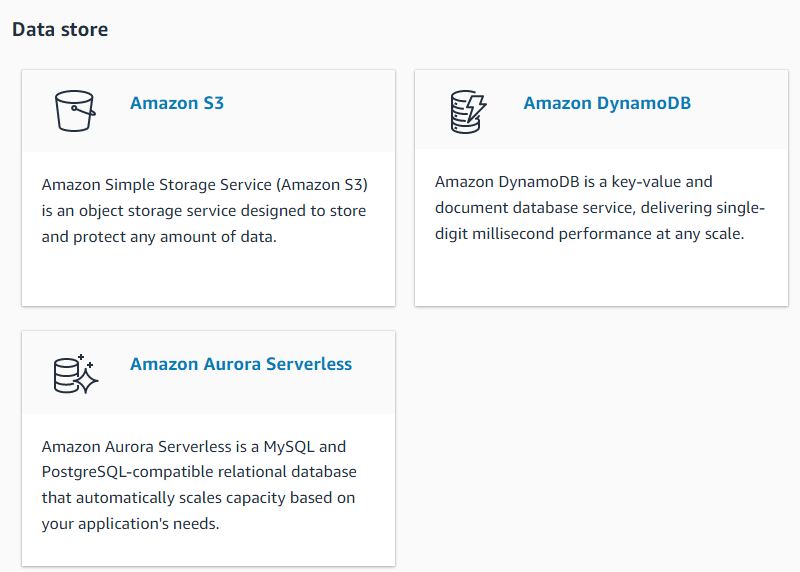 Data store
Amazon S3
Amazon Simple Storage Service (Amazon S3)
is an object storage service designed to store
and protect any amount of data.
Amazon DynamoDB
Amazon DynamoDB is a key-value and
document database service, delivering single-
digit millisecond performance at any scale.
Amazon Aurora Serverless
Amazon Aurora Serverless is a MySQL and
PostgreSQL-compatible relational database
that automatically scales capacity based on
your application's needs.